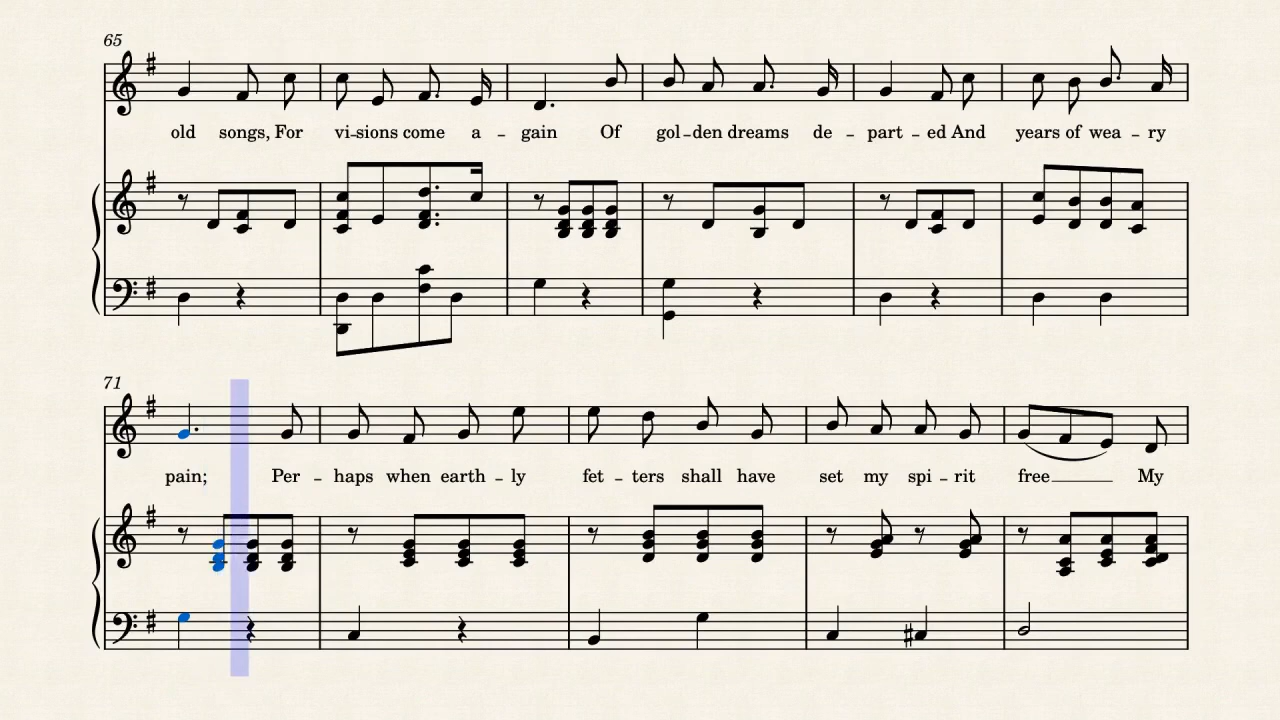 65
old songs, For vi-sions come a - gain Of gol-den dreams de - part - ed And years of wea - ry
71
pain; Per - haps when earth - ly fet - ters shall have set my spi - rit free____ My